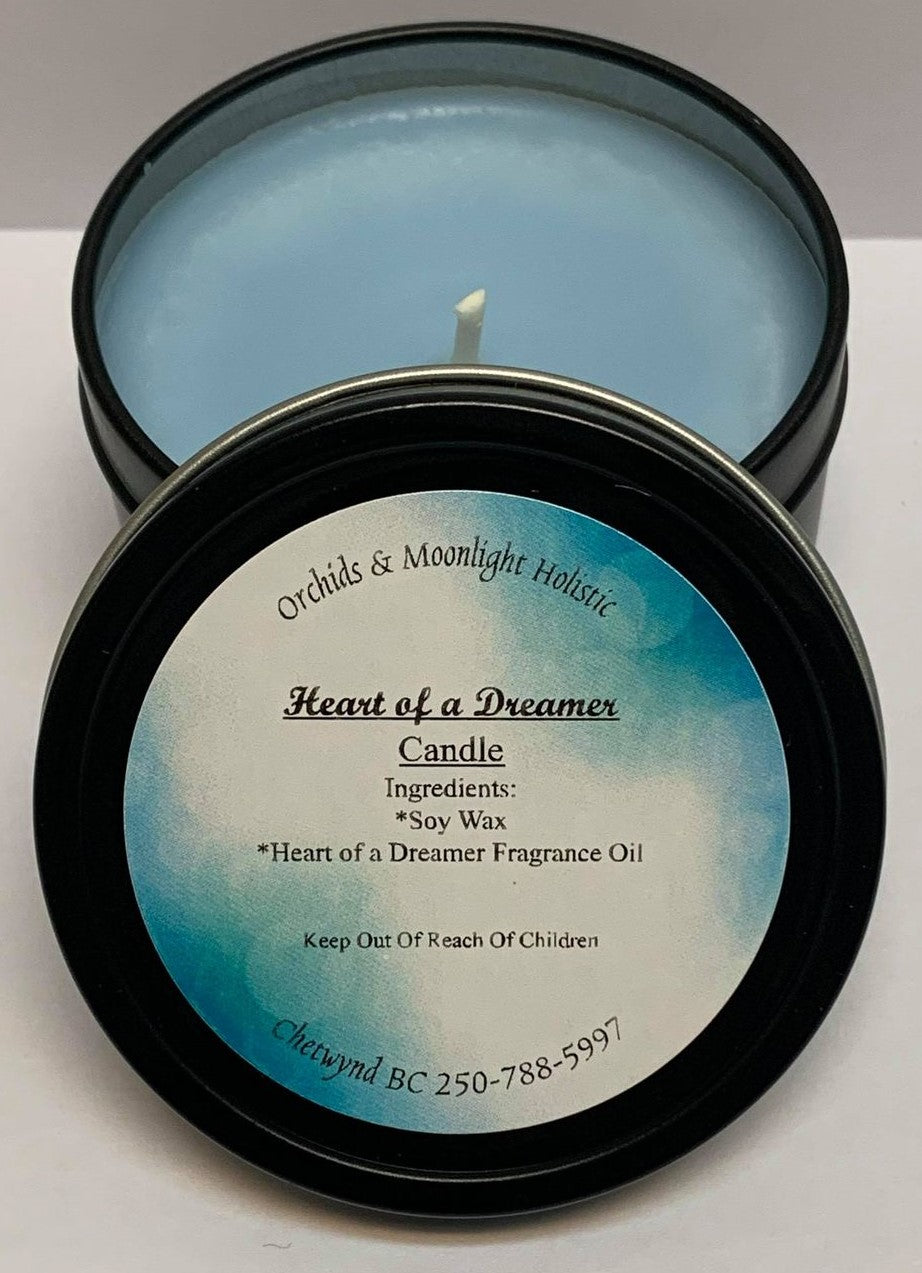 Orchids & Moonlight Holistic
Heart of a Dreamer
Candle
Ingredients:
*Soy Wax
*Heart of a Dreamer Fragrance Oil
Keep Out Of Reach Of Children
Chetwynd BC 250-788-5997